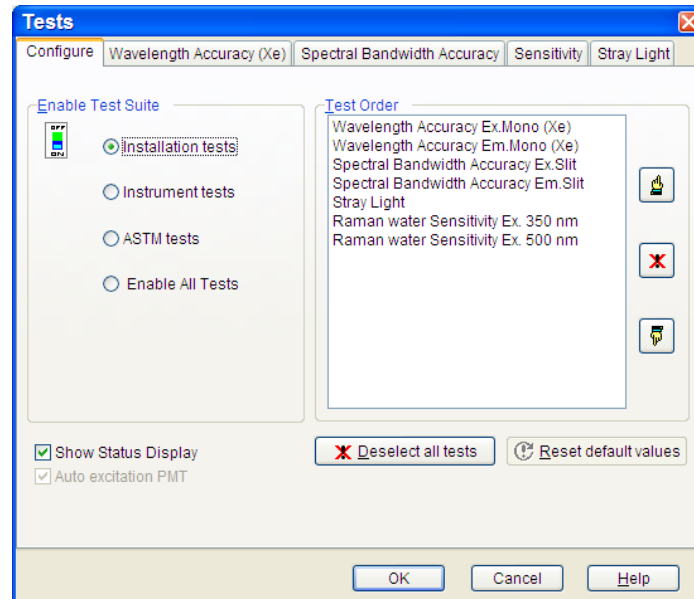 Tests
Configure
Wavelength Accuracy (Xe)
Spectral Bandwidth Accuracy
Sensitivity
Stray Light
Enable Test Suite
OFF
ON
Installation tests
Instrument tests
ASTM tests
Enable All Tests
Test Order
Wavelength Accuracy Ex.Mono (Xe)
Wavelength Accuracy Em.Mono (Xe)
Spectral Bandwidth Accuracy Ex.Slit
Spectral Bandwidth Accuracy Em.Slit
Stray Light
Raman water Sensitivity Ex. 350 nm
Raman water Sensitivity Ex. 500 nm
Show Status Display
Auto excitation PMT
Deselect all tests
Reset default values
OK
Cancel
Help